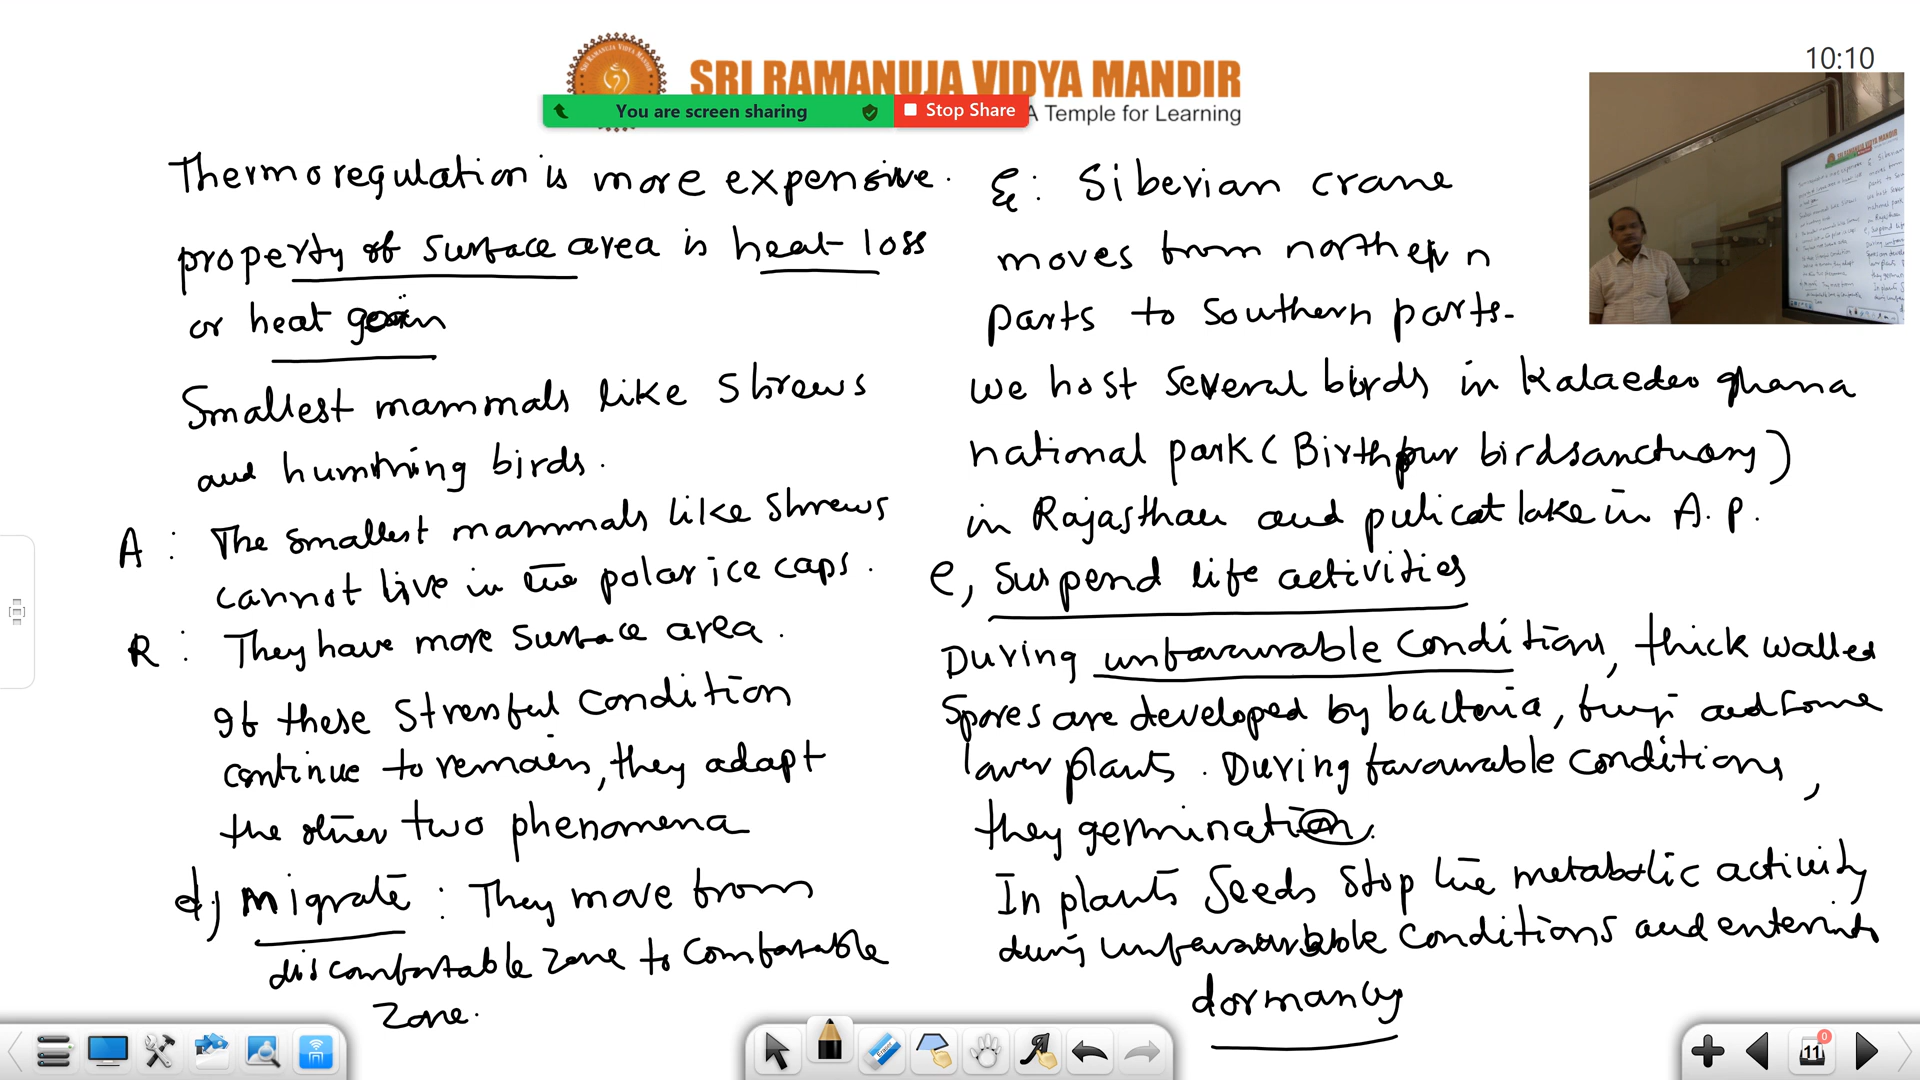 SRI RAMANUJA VIDYA MANDIR
A Temple for Learning
You are screen sharing
Stop Share
10:10
Thermoregulation is more expensive.
property of surface area is heat loss
or heat gain
Smallest mammals like Shrews
and humming birds.
A : The smallest mammals like Shrews
cannot live in the polar ice caps.
R : They have more surface area.
If these Stressful condition
continue to remain, they adapt
the other two phenomena
d) Migrate : They move from
discomfortable zone to comfortable
zone.
Eg: Siberian crane
moves from northern
parts to Southern parts-
we host Several birds in Kalaedeo ghana
national park ( Birthpur birdsanctuary )
in Rajasthan and pulicat lake in A. P.
e, Suspend life activities
During unfavourable conditions, thick walled
Spores are developed by bacteria, fungi and some
lower plants. During favourable conditions,
they germination.
In plants Seeds Stop the metabolic activity
during unfavourable conditions and enter into
dormancy
11
0